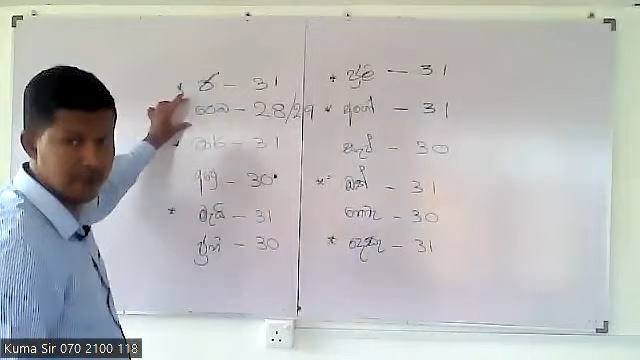 * ජ — 31
පෙබ — 28/29
* මාර් — 31
අප්‍රේ — 30
* මැයි — 31
ජූනි — 30
* ජූලි — 31
* අගෝ — 31
සැප් — 30
* ඔක් — 31
නොවැ — 30
* දෙසැ — 31
Kuma Sir 070 2100 118